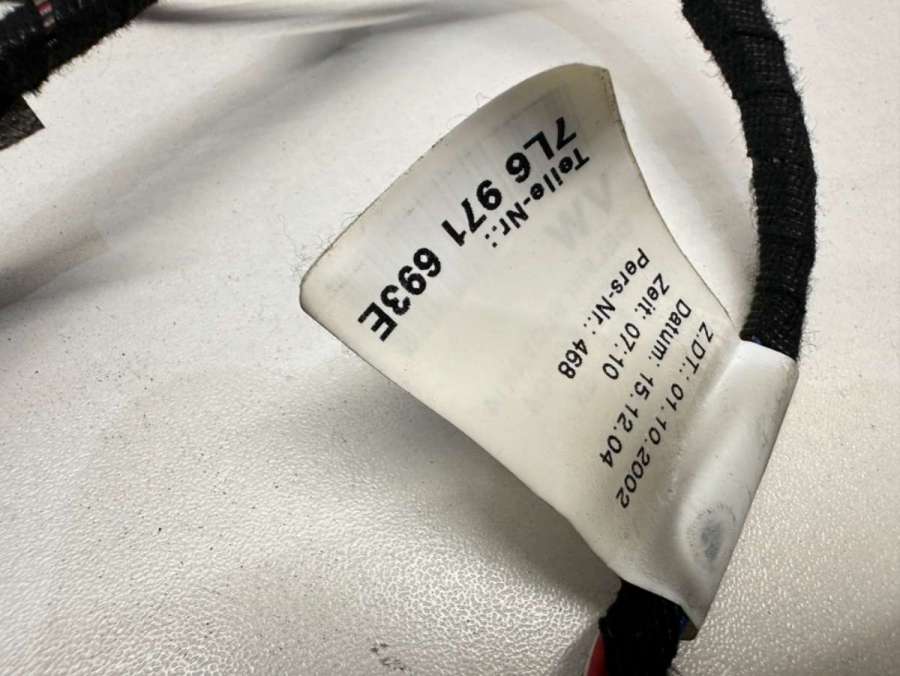 Teile-Nr.:
7L6 971 693E
Z.DT.: 01.10.2002
Datum: 15.12.04
Zeit: 07:10
Pers-Nr.: 468